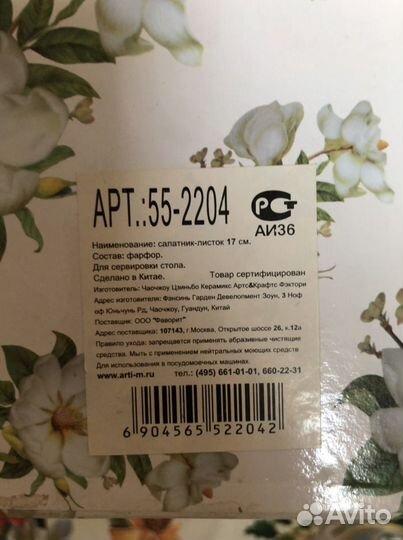 АРТ.:55-2204
РСТ
АИ36
Наименование: салатник-листок 17 см.
Состав: фарфор.
Для сервировки стола.
Сделано в Китае.
Товар сертифицирован
Изготовитель: Чаочжоу Цзиньбо Керамикс Артс&Крафтс Фэктори
Адрес изготовителя: Фэнсинь Гарден Девелопмент Зоун, 3 Ноф
оф Юньчунь Рд, Чаочжоу, Гуандун, Китай
Поставщик: ООО "Фаворит"
Адрес поставщика: 107143, г.Москва, Открытое шоссе 26, к.12а
Правило ухода: запрещается применять абразивные чистящие
средства. Мыть с применением нейтральных моющих средств
Для использования в посудомоечных машинах.
www.arti-m.ru
тел.: (495) 661-01-01, 660-22-31
6 904565 522042
Avito